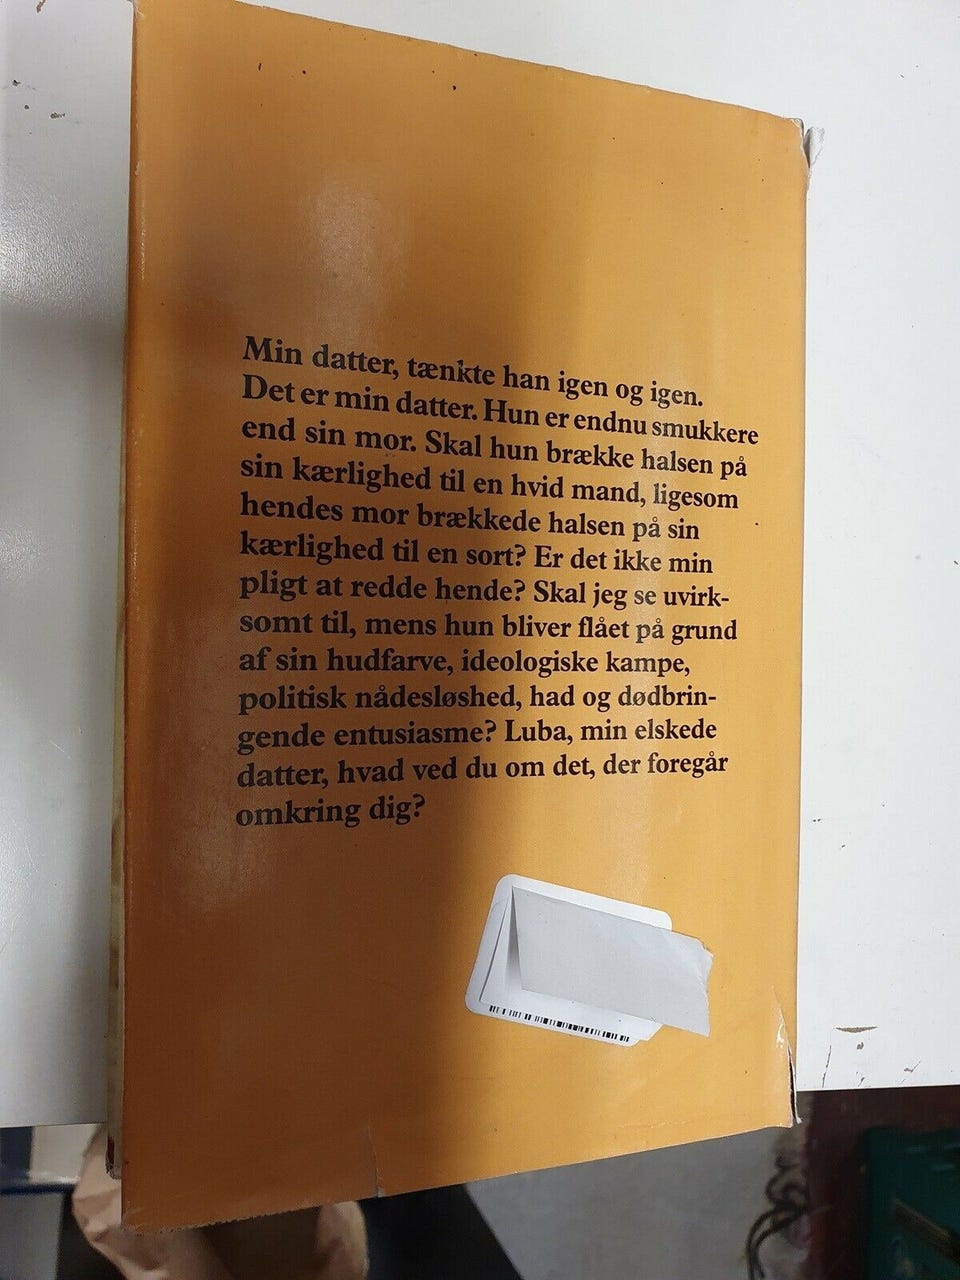 Min datter, tænkte han igen og igen.
Det er min datter. Hun er endnu smukkere
end sin mor. Skal hun brække halsen på
sin kærlighed til en hvid mand, ligesom
hendes mor brækkede halsen på sin
kærlighed til en sort? Er det ikke min
pligt at redde hende? Skal jeg se uvirk-
somt til, mens hun bliver flået på grund
af sin hudfarve, ideologiske kampe,
politisk nådesløshed, had og dødbrin-
gende entusiasme? Luba, min elskede
datter, hvad ved du om det, der foregår
omkring dig?